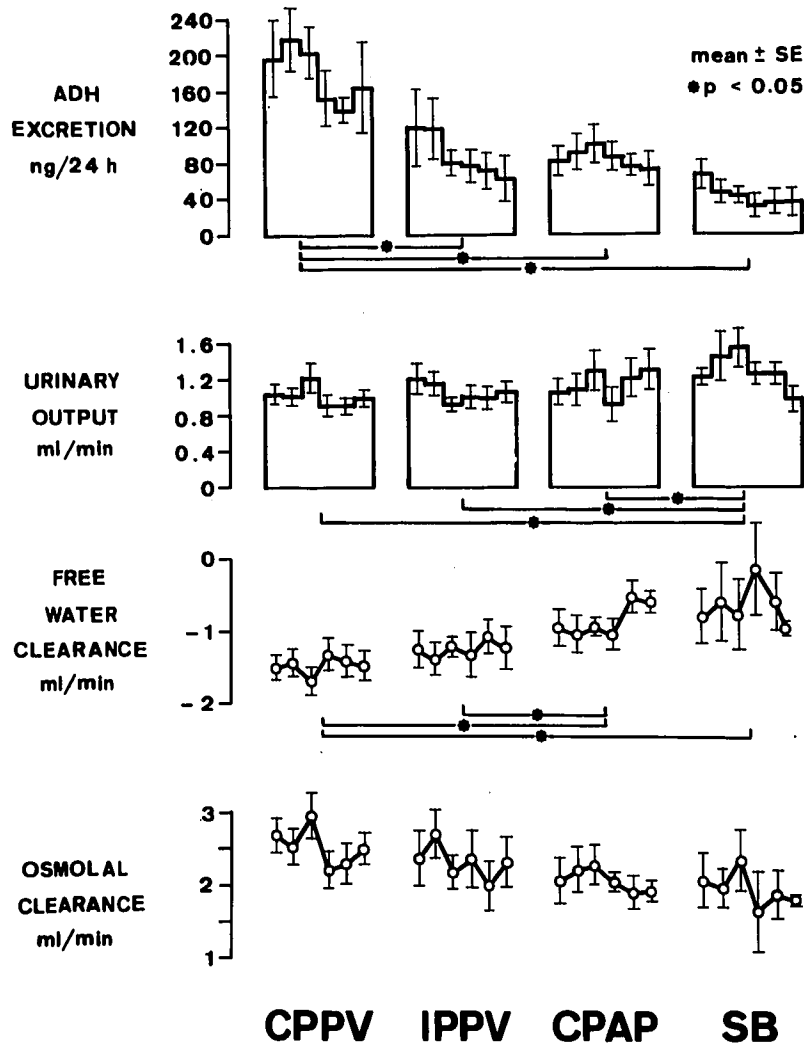 240
200
160
120
80
40
0
ADH
EXCRETION
ng/24 h
mean ± SE
*p < 0.05
*
*
*
1.6
1.2
0.8
0.4
0
URINARY
OUTPUT
ml/min
*
*
*
0
-1
-2
FREE
WATER
CLEARANCE
ml/min
*
*
*
3
2
1
OSMOLAL
CLEARANCE
ml/min
CPPV IPPV CPAP SB